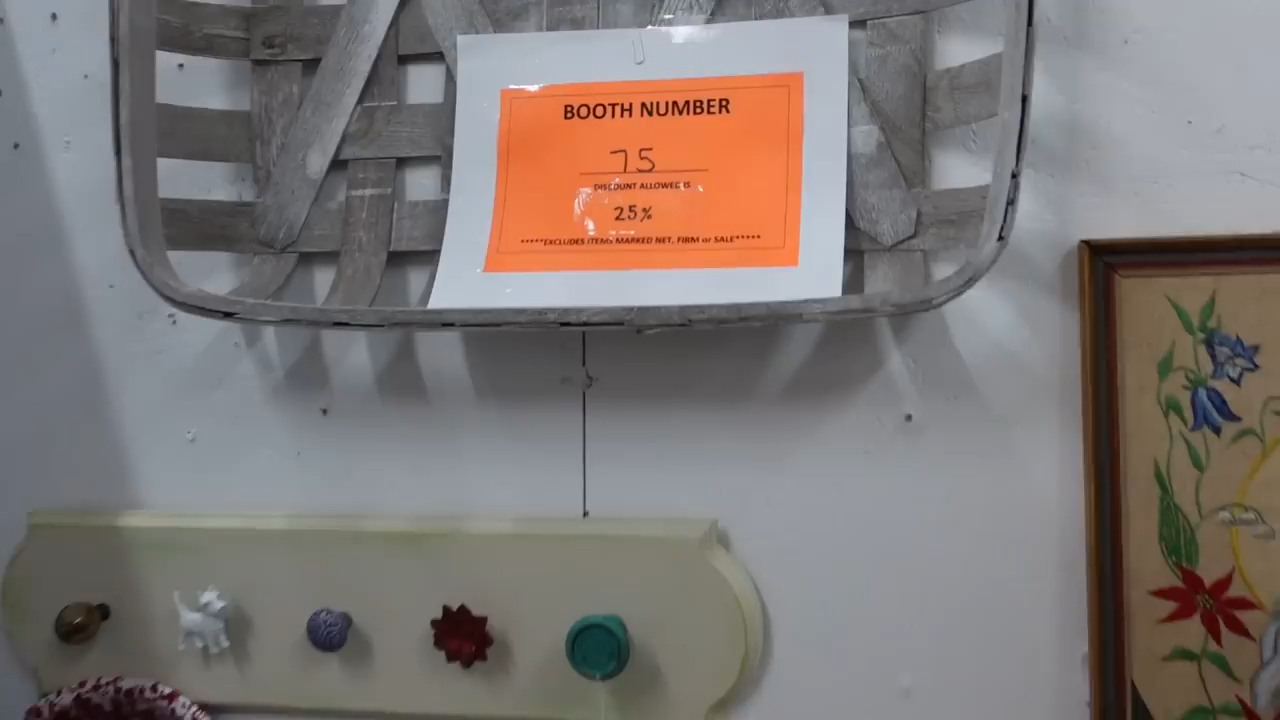 BOOTH NUMBER
75
DISCOUNT ALLOWED IS
25%
*****EXCLUDES ITEMS MARKED NET, FIRM or SALE*****